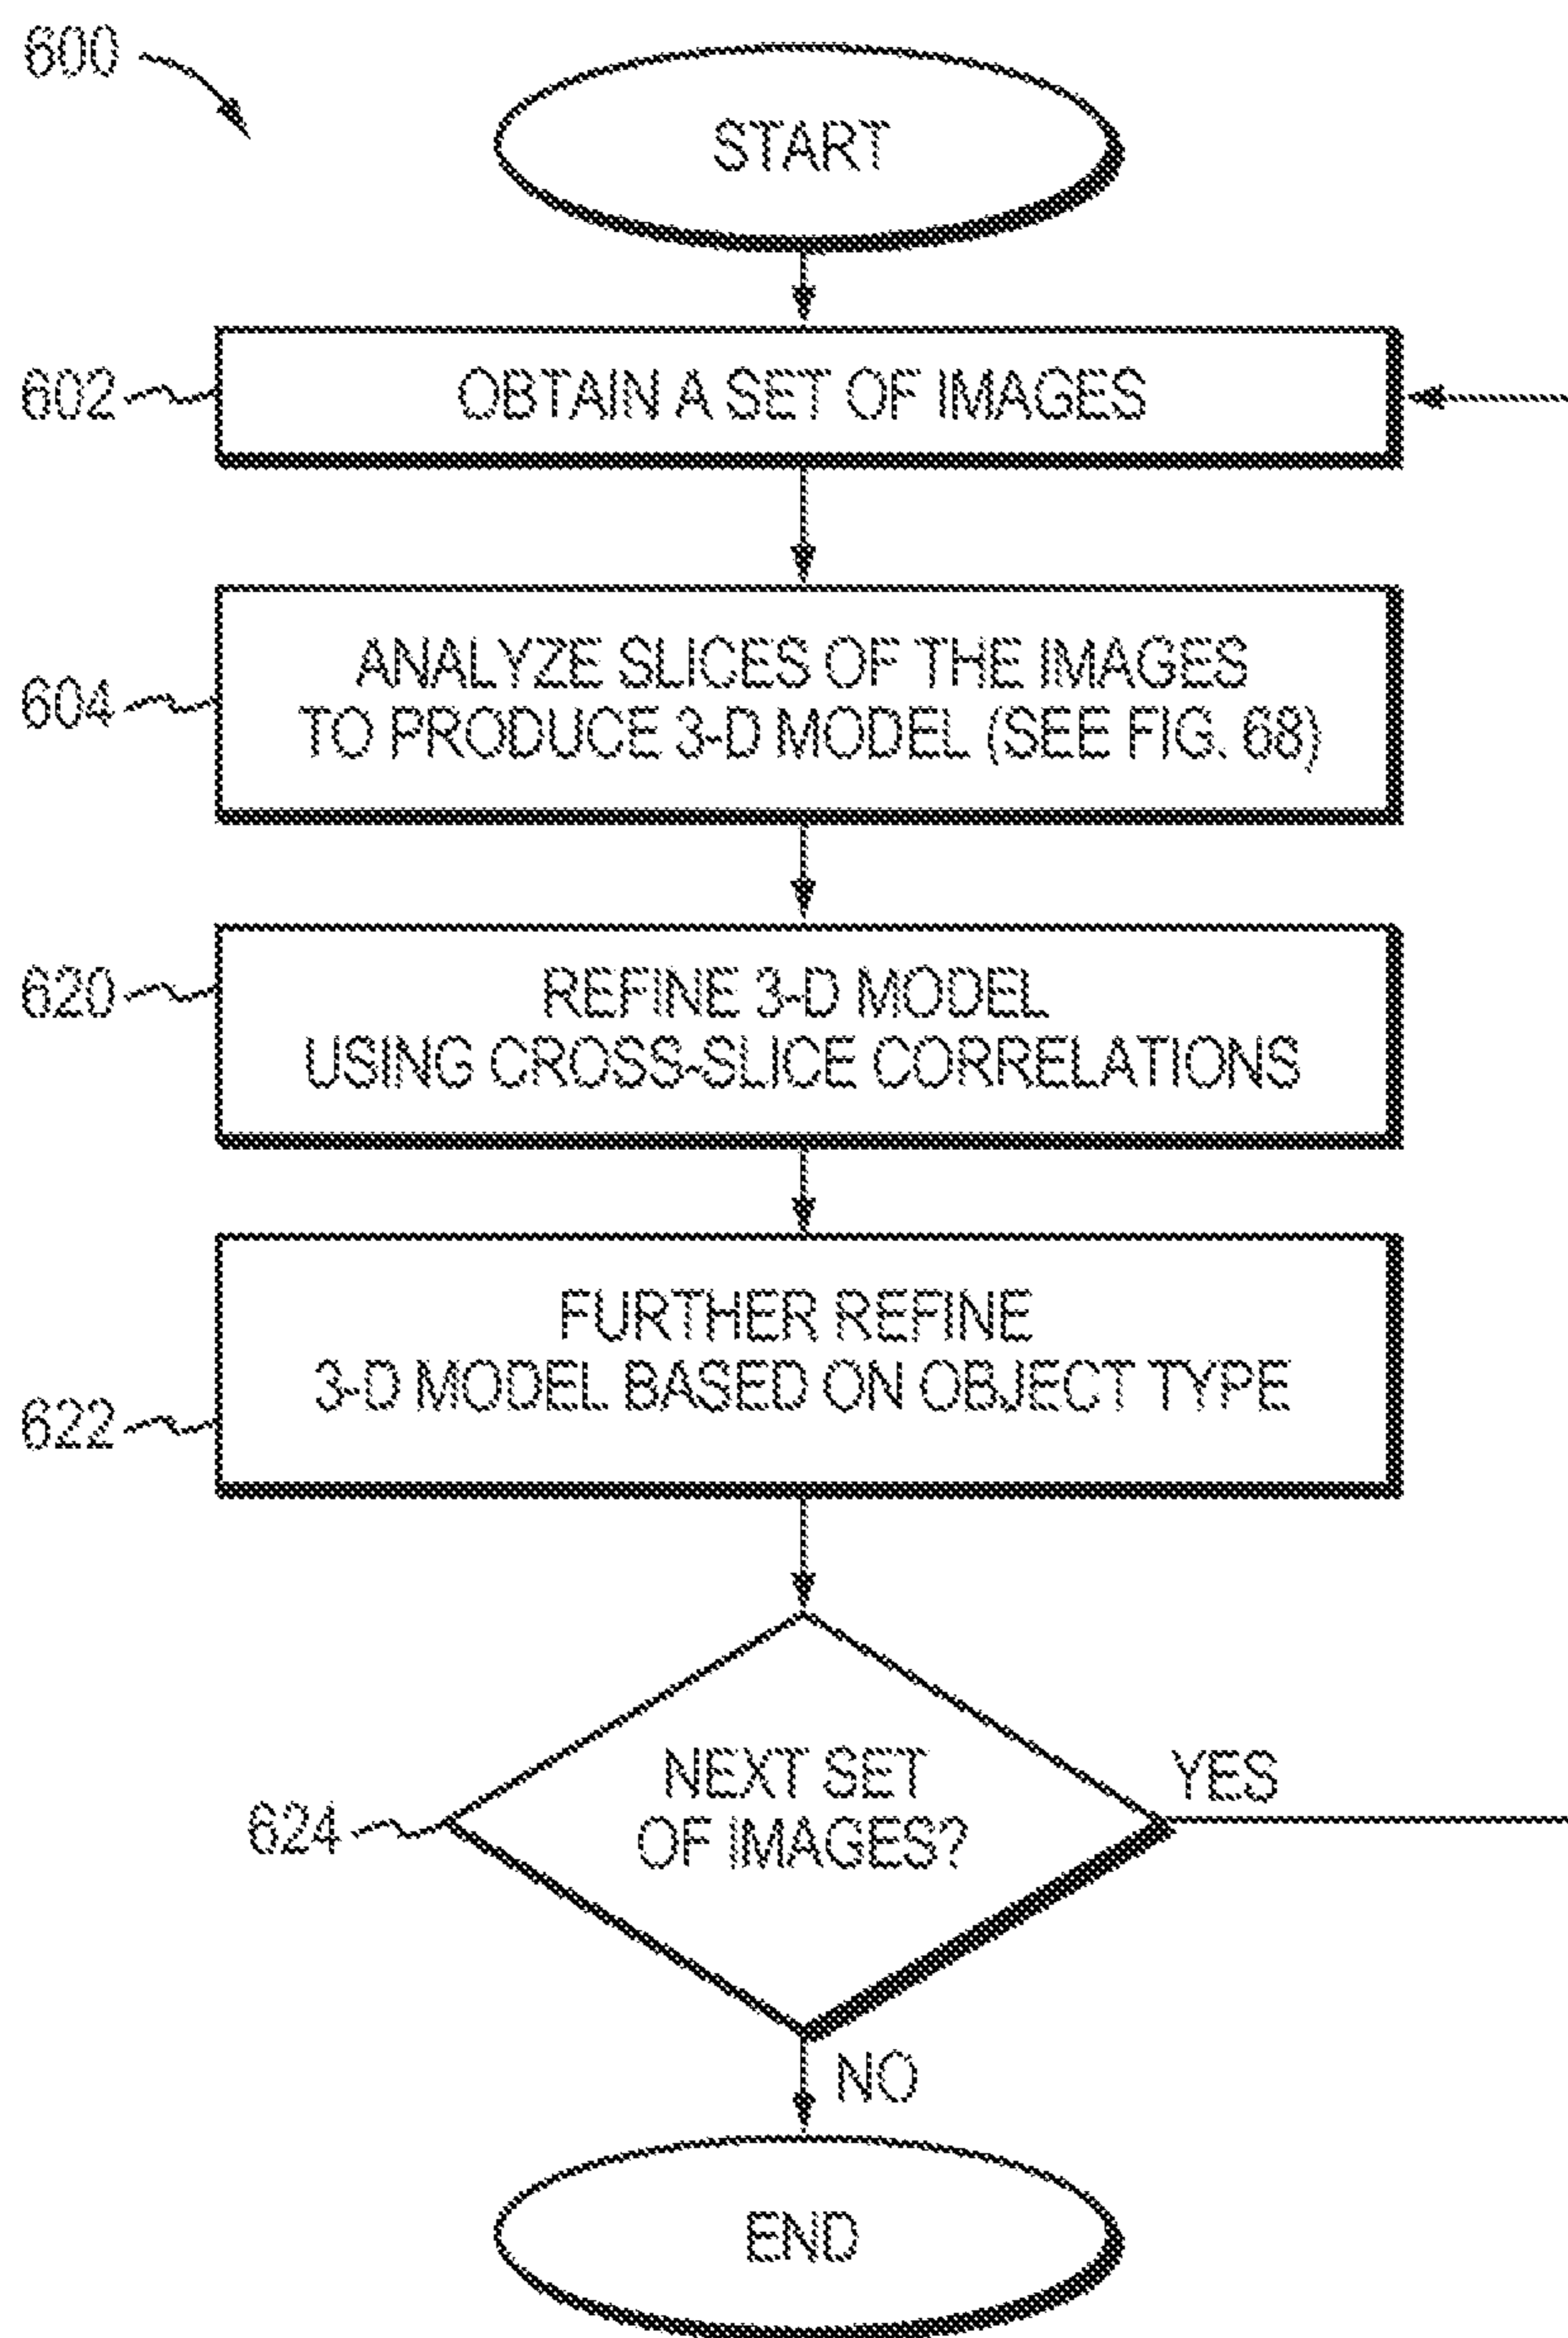 600
START
602
OBTAIN A SET OF IMAGES
604
ANALYZE SLICES OF THE IMAGES
TO PRODUCE 3-D MODEL (SEE FIG. 68)
620
REFINE 3-D MODEL
USING CROSS-SLICE CORRELATIONS
FURTHER REFINE
3-D MODEL BASED ON OBJECT TYPE
622
NEXT SET
OF IMAGES?
YES
624
NO
END